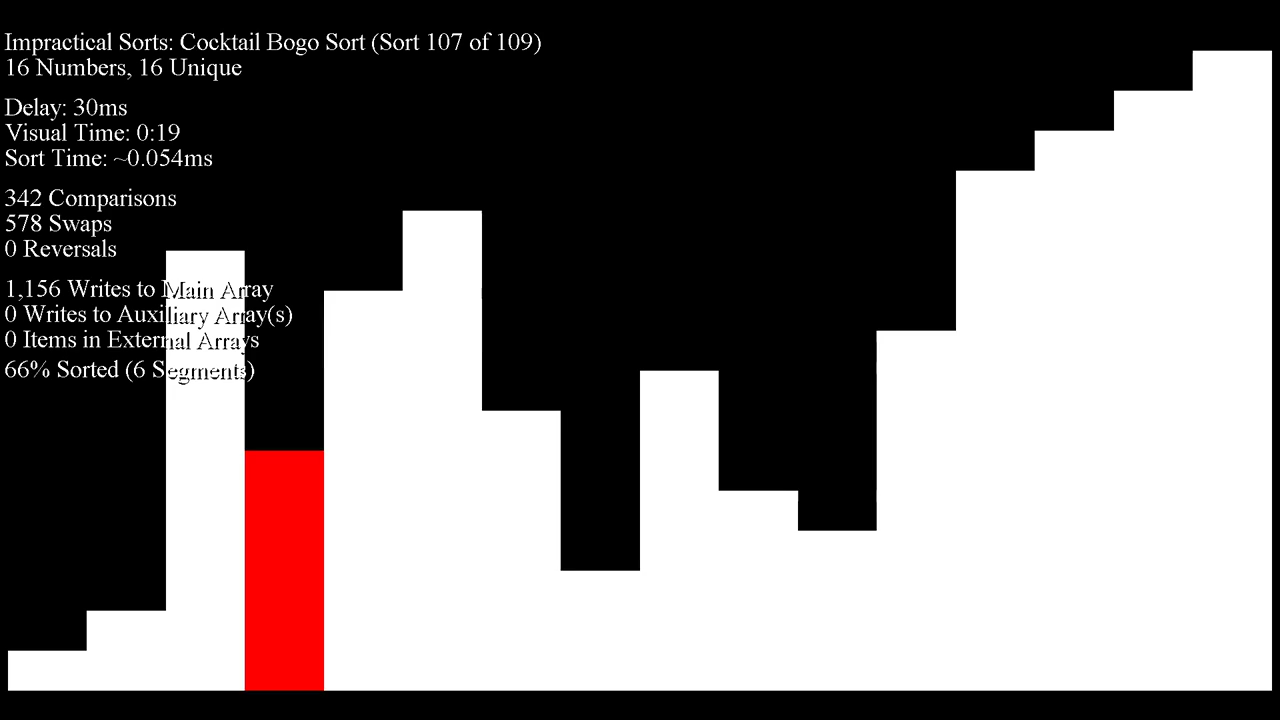 Impractical Sorts: Cocktail Bogo Sort (Sort 107 of 109)
16 Numbers, 16 Unique
Delay: 30ms
Visual Time: 0:19
Sort Time: ~0.054ms
342 Comparisons
578 Swaps
0 Reversals
1,156 Writes to Main Array
0 Writes to Auxiliary Array(s)
0 Items in External Arrays
66% Sorted (6 Segments)